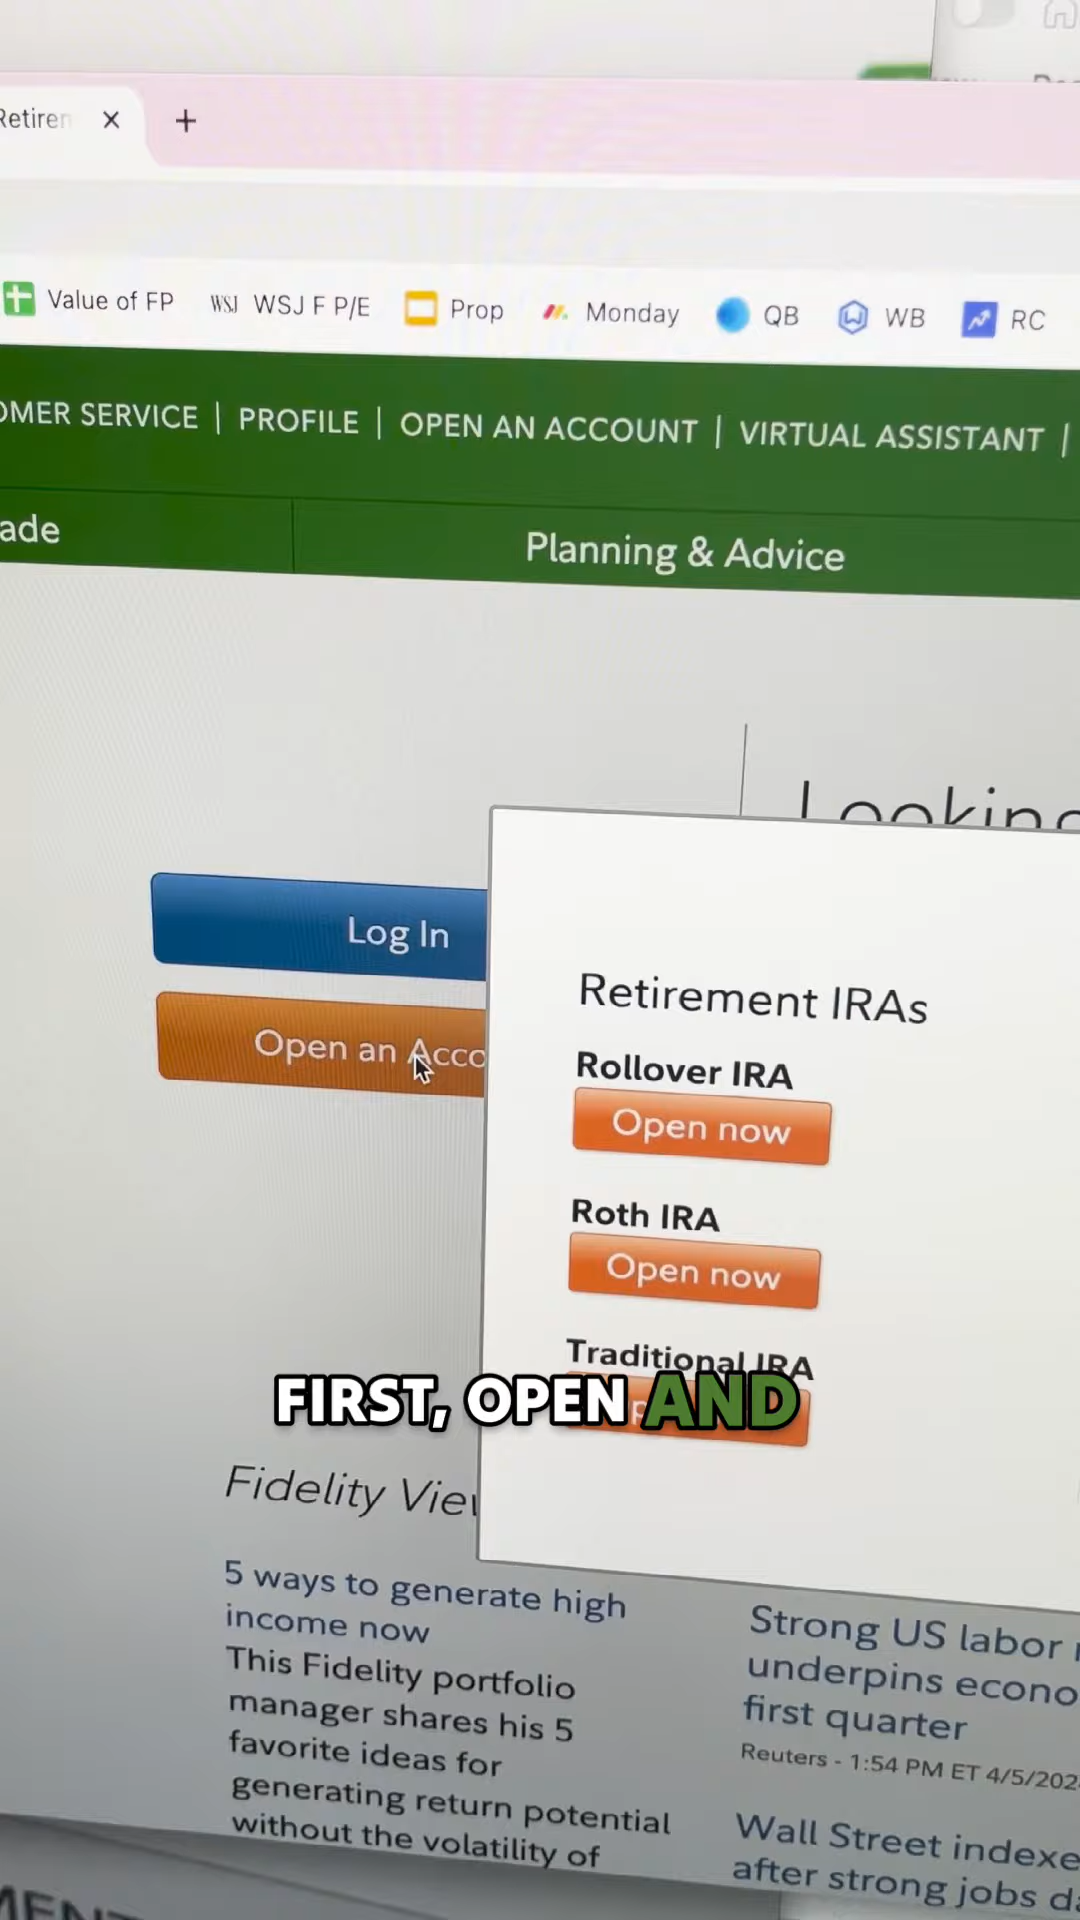 Retiren
Value of FP WSJ WSJ F P/E Prop Monday QB WB RC
OMER SERVICE | PROFILE | OPEN AN ACCOUNT | VIRTUAL ASSISTANT |
ade Planning & Advice
Looking
Log In
Open an Acco
Retirement IRAs
Rollover IRA
Open now
Roth IRA
Open now
Traditional IRA
FIRST, OPEN AND
Fidelity View
5 ways to generate high
income now
This Fidelity portfolio
manager shares his 5
favorite ideas for
generating return potential
without the volatility of
Strong US labor
underpins econo
first quarter
Reuters - 1:54 PM ET 4/5/202
Wall Street indexe
after strong jobs da